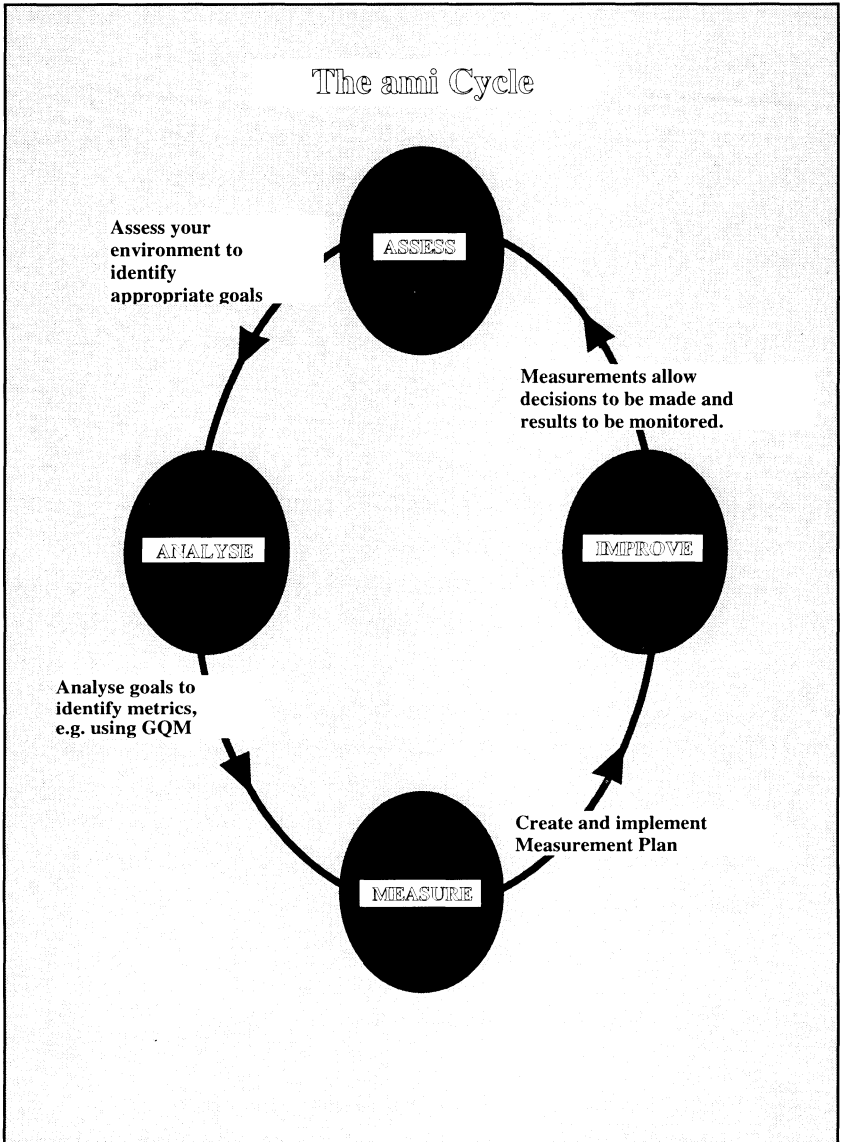 The ami Cycle
ASSESS
Assess your
environment to
identify
appropriate goals
Measurements allow
decisions to be made and
results to be monitored.
ANALYSE
IMPROVE
Analyse goals to
identify metrics,
e.g. using GQM
Create and implement
Measurement Plan
MEASURE